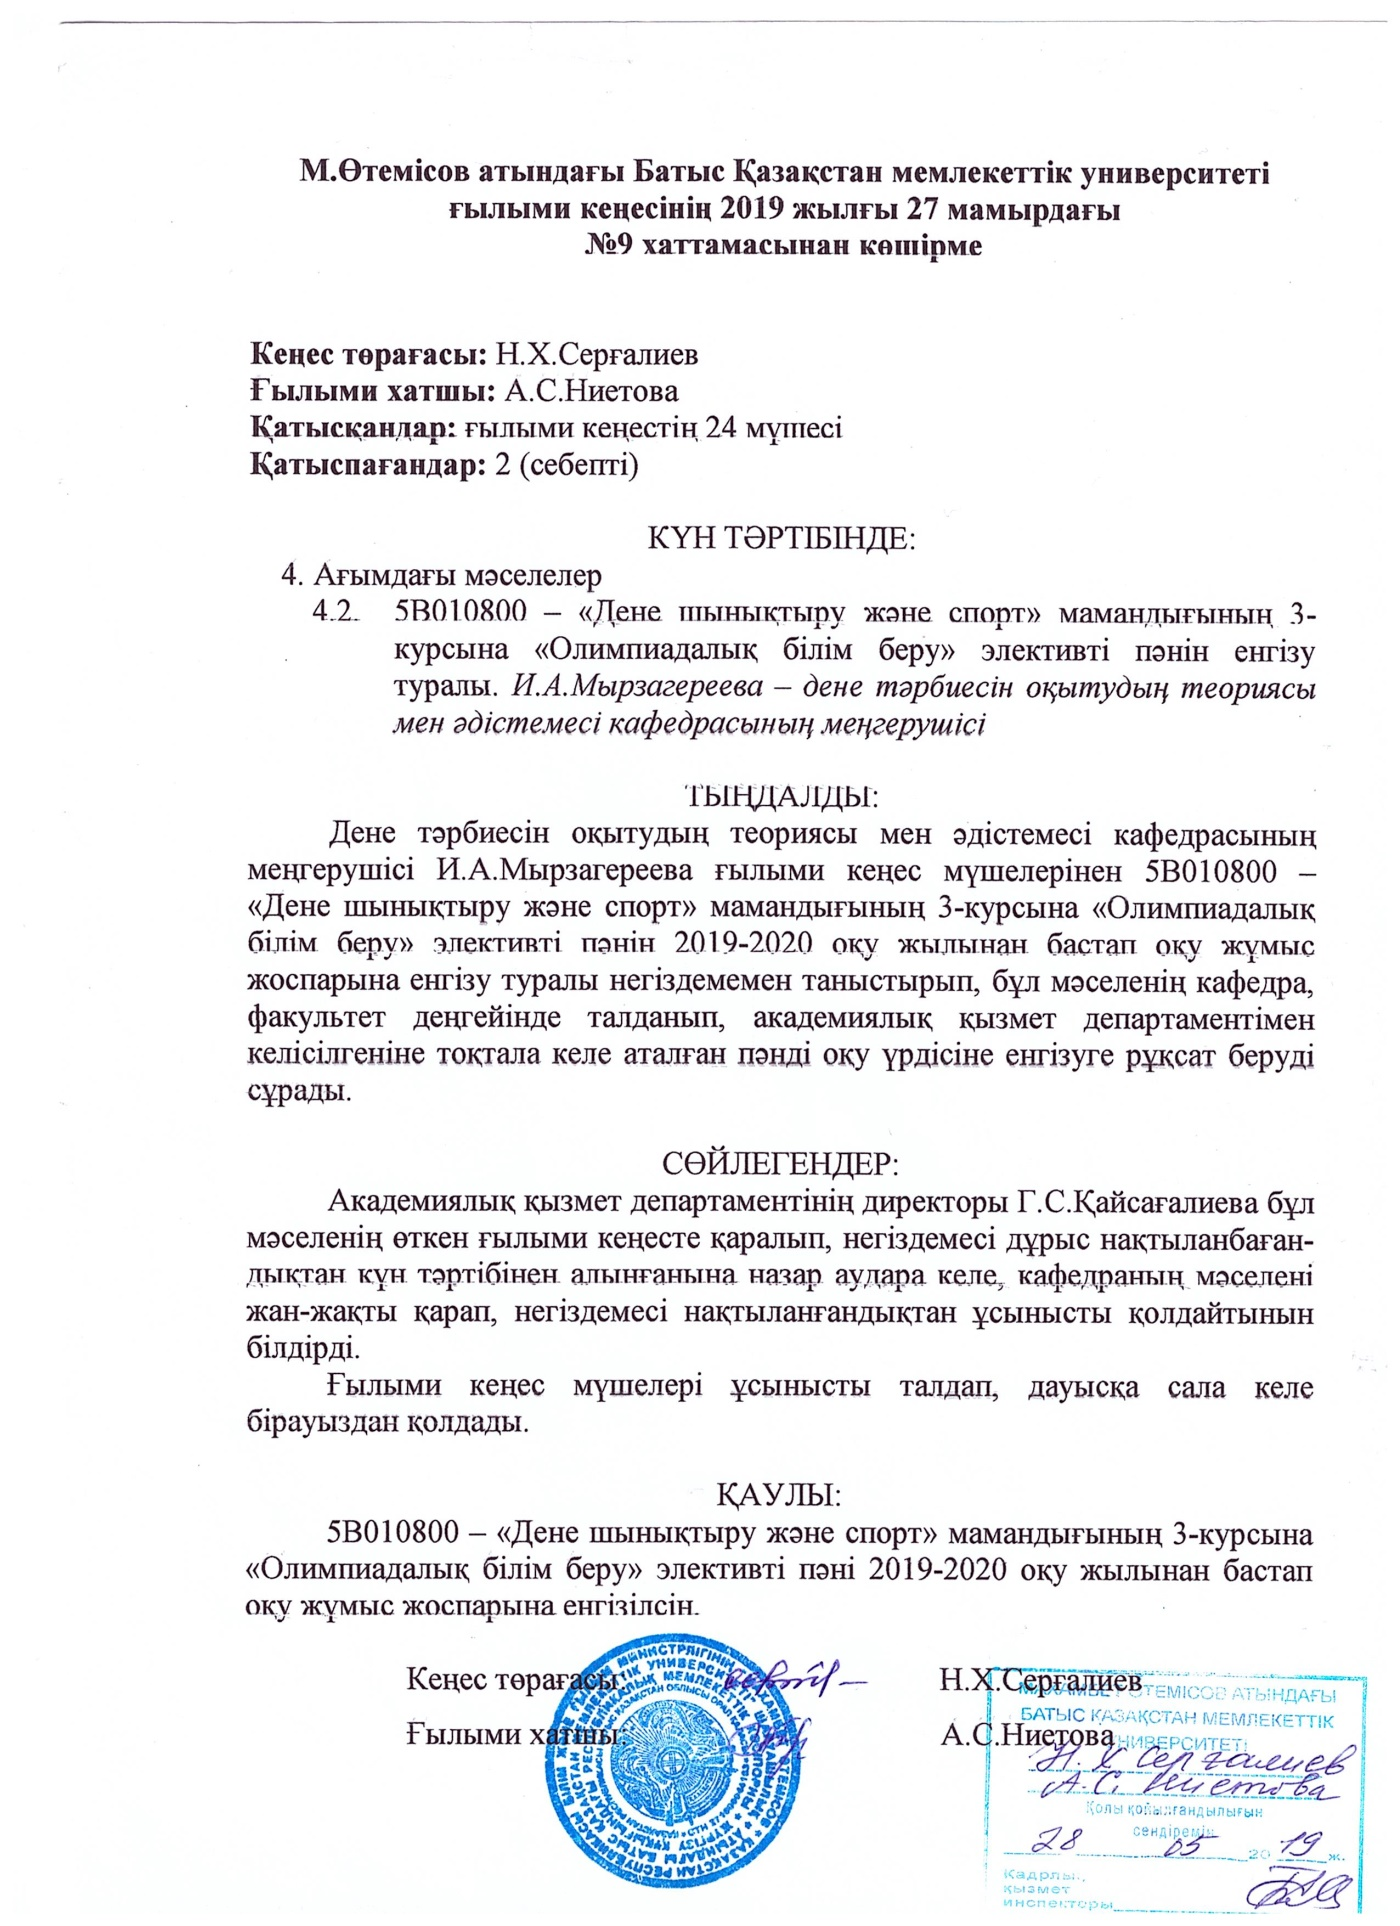 М.Өтемісов атындағы Батыс Қазақстан мемлекеттік университеті
ғылыми кеңесінің 2019 жылғы 27 мамырдағы
№9 хаттамасынан көшірме
Кеңес төрағасы: Н.Х.Серғалиев
Ғылыми хатшы: А.С.Ниетова
Қатысқандар: ғылыми кеңестің 24 мүшесі
Қатыспағандар: 2 (себепті)
КҮН ТӘРТІБІНДЕ:
4. Ағымдағы мәселелер
4.2. 5В010800 – «Дене шынықтыру және спорт» мамандығының 3-
курсына «Олимпиадалық білім беру» элективті пәнін енгізу
туралы. И.А.Мырзагереева – дене тәрбиесін оқытудың теориясы
мен әдістемесі кафедрасының меңгерушісі
ТЫҢДАЛДЫ:
Дене тәрбиесін оқытудың теориясы мен әдістемесі кафедрасының
меңгерушісі И.А.Мырзагереева ғылыми кеңес мүшелерінен 5В010800 –
«Дене шынықтыру және спорт» мамандығының 3-курсына «Олимпиадалық
білім беру» элективті пәнін 2019-2020 оқу жылынан бастап оқу жұмыс
жоспарына енгізу туралы негіздемемен таныстырып, бұл мәселенің кафедра,
факультет деңгейінде талданып, академиялық қызмет департаментімен
келісілгеніне тоқтала келе аталған пәнді оқу үрдісіне енгізуге рұқсат беруді
сұрады.
СӨЙЛЕГЕНДЕР:
Академиялық қызмет департаментінің директоры Г.С.Қайсағалиева бұл
мәселенің өткен ғылыми кеңесте қаралып, негіздемесі дұрыс нақтыланбаған-
дықтан күн тәртібінен алынғанына назар аудара келе, кафедраның мәселені
жан-жақты қарап, негіздемесі нақтыланғандықтан ұсынысты қолдайтынын
білдірді.
Ғылыми кеңес мүшелері ұсынысты талдап, дауысқа сала келе
бірауыздан қолдады.
ҚАУЛЫ:
5В010800 – «Дене шынықтыру және спорт» мамандығының 3-курсына
«Олимпиадалық білім беру» элективті пәні 2019-2020 оқу жылынан бастап
оқу жұмыс жоспарына енгізілсін.
Кеңес төрағасы: Н.Х.Серғалиев
Ғылыми хатшы: А.С.Ниетова
ӨТЕМІСОВ АТЫНДАҒЫ
БАТЫС ҚАЗАҚСТАН МЕМЛЕКЕТТІК
УНИВЕРСИТЕТІ
Н.Х Серғалиев
А.С. Ниетова
Қолы қойылғандылығын
сендіремін
28 05 2019 ж.
Кадрлық
қызмет
инспекторы